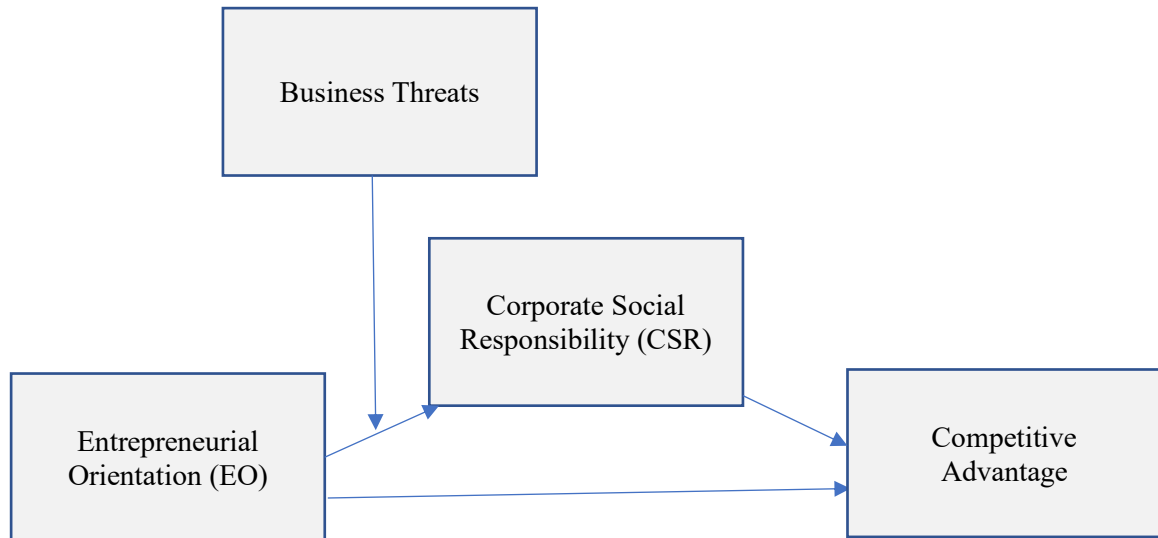 Business Threats
Corporate Social
Responsibility (CSR)
Entrepreneurial
Orientation (EO)
Competitive
Advantage